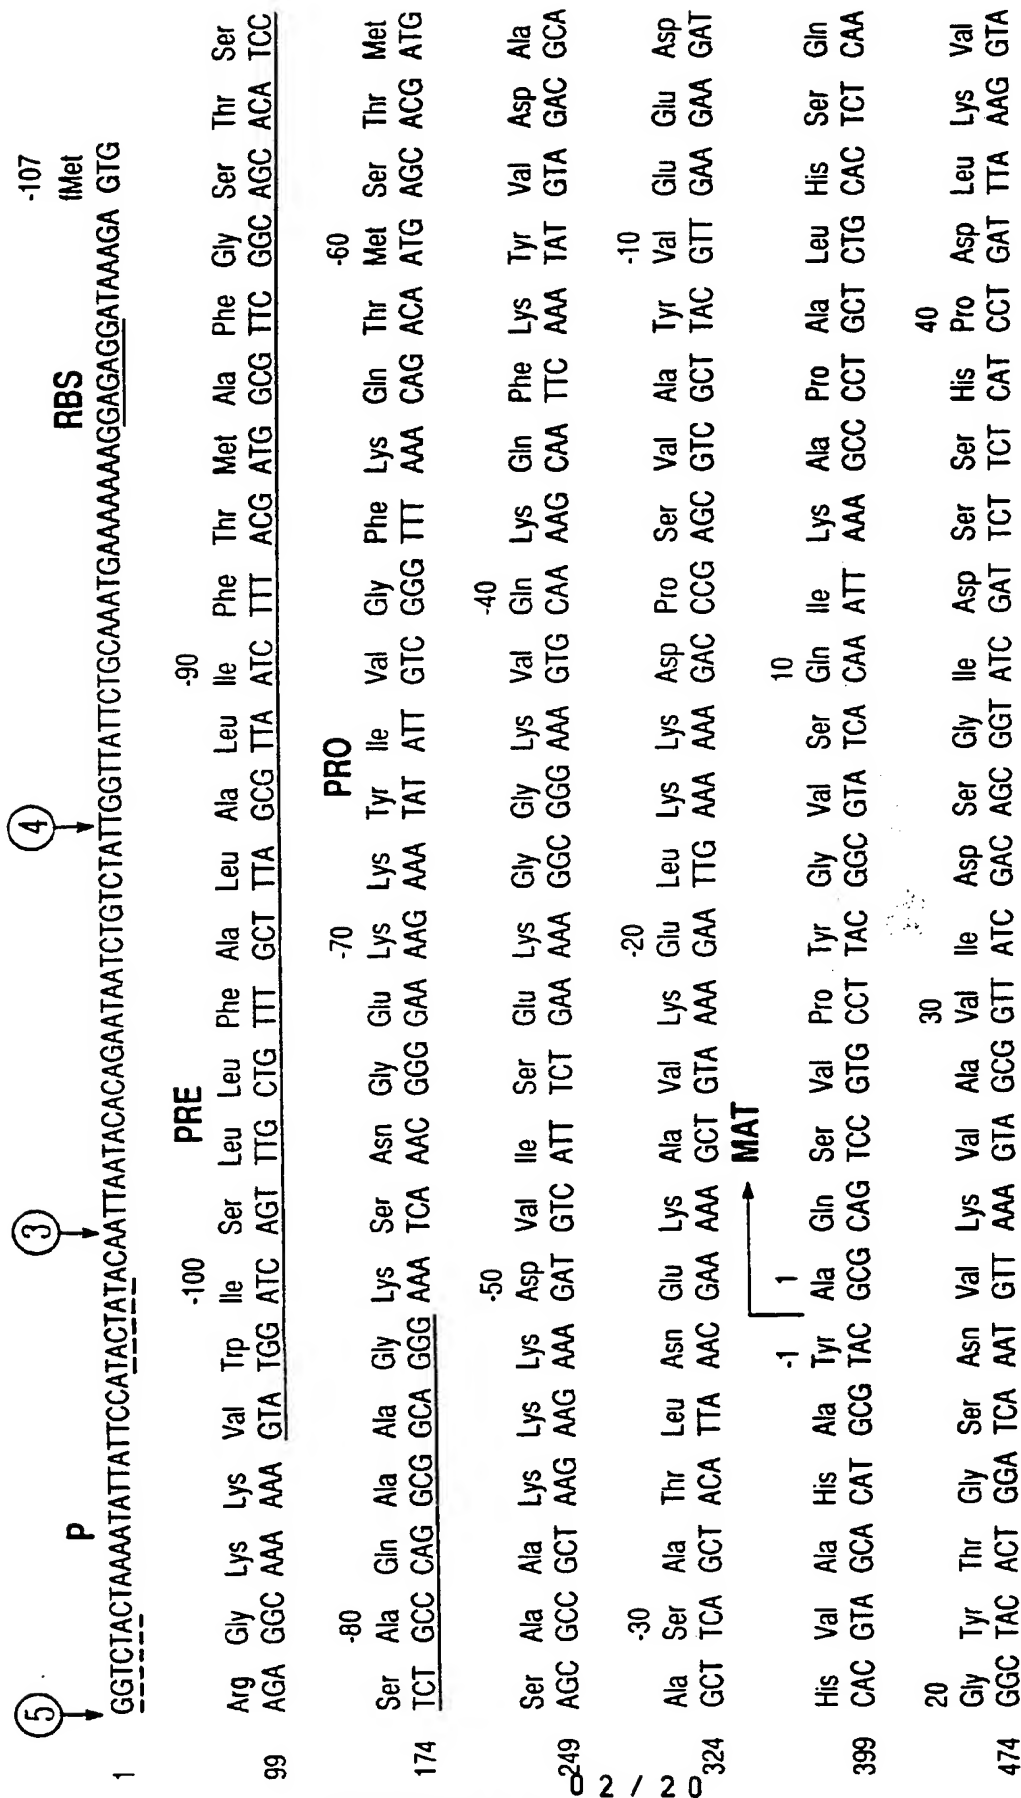 5 3 4
P RBS -107
fMet
1 GGTCTACTAAAATATTATTCCATACTATACAATTAATACACAGAATAATCTGTCTATTGGTTATTCTGCAAATGAAAAAAAGGAGAGGATAAAGA GTG
PRE
-100 -90
Arg Gly Lys Lys Val Trp Ile Ser Leu Leu Phe Ala Leu Ala Leu Ile Phe Thr Met Ala Phe Gly Ser Thr Ser
99 AGA GGC AAA AAA GTA TGG ATC AGT TTG CTG TTT GCT TTA GCG TTA ATC TTT ACG ATG GCG TTC GGC AGC ACA TCC
PRO
-80 -70 -60
Ser Ala Gln Ala Ala Gly Lys Ser Asn Gly Glu Lys Lys Tyr Ile Val Gly Phe Lys Gln Thr Met Ser Thr Met
174 TCT GCC CAG GCG GCA GGG AAA TCA AAC GGG GAA AAG AAA TAT ATT GTC GGG TTT AAA CAG ACA ATG AGC ACG ATG
-50 -40
Ser Ala Ala Lys Lys Lys Asp Val Ile Ser Glu Lys Gly Gly Lys Val Gln Lys Gln Phe Lys Tyr Val Asp Ala
249 AGC GCC GCT AAG AAG AAA GAT GTC ATT TCT GAA AAA GGC GGG AAA GTG CAA AAG CAA TTC AAA TAT GTA GAC GCA
-30 -20 -10
Ala Ser Ala Thr Leu Asn Glu Lys Ala Val Lys Glu Leu Lys Lys Asp Pro Ser Val Ala Tyr Val Glu Glu Asp
324 GCT TCA GCT ACA TTA AAC GAA AAA GCT GTA AAA GAA TTG AAA AAA GAC CCG AGC GTC GCT TAC GTT GAA GAA GAT
MAT
-1 1 10
His Val Ala His Ala Tyr Ala Gln Ser Val Pro Tyr Gly Val Ser Gln Ile Lys Ala Pro Ala Leu His Ser Gln
399 CAC GTA GCA CAT GCG TAC GCG CAG TCC GTG CCT TAC GGC GTA TCA CAA ATT AAA GCC CCT GCT CTG CAC TCT CAA
20 30 40
Gly Tyr Thr Gly Ser Asn Val Lys Val Ala Val Ile Asp Ser Gly Ile Asp Ser Ser His Pro Asp Leu Lys Val
474 GGC TAC ACT GGA TCA AAT GTT AAA GTA GCG GTT ATC GAC AGC GGT ATC GAT TCT TCT CAT CCT GAT TTA AAG GTA
02/20